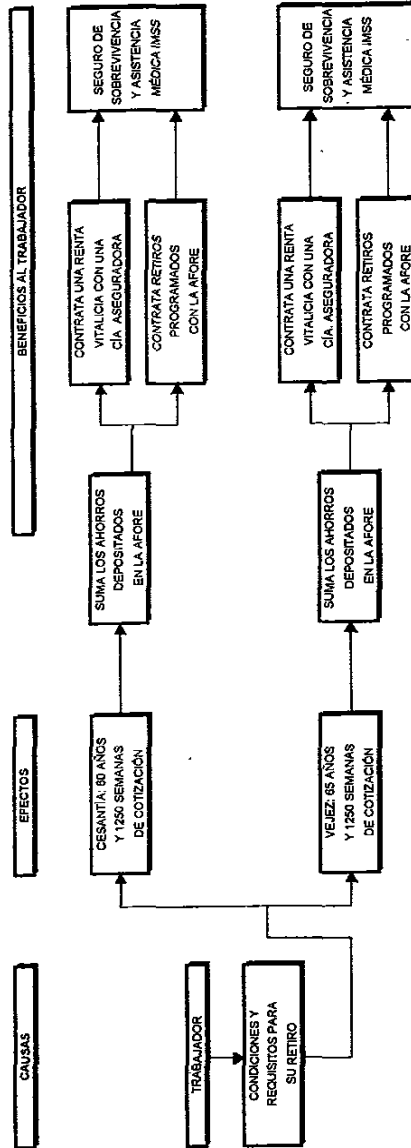 CAUSAS
EFECTOS
BENEFICIOS AL TRABAJADOR
TRABAJADOR
CONDICIONES Y
REQUISITOS PARA
SU RETIRO
CESANTÍA: 60 AÑOS
Y 1250 SEMANAS
DE COTIZACIÓN
SUMA LOS AHORROS
DEPOSITADOS
EN LA AFORE
CONTRATA UNA RENTA
VITALICIA CON UNA
CÍA. ASEGURADORA
CONTRATA RETIROS
PROGRAMADOS
CON LA AFORE
SEGURO DE
SOBREVIVENCIA
Y ASISTENCIA
MÉDICA IMSS
VEJEZ: 65 AÑOS
Y 1250 SEMANAS
DE COTIZACIÓN
SUMA LOS AHORROS
DEPOSITADOS
EN LA AFORE
CONTRATA UNA RENTA
VITALICIA CON UNA
CÍA. ASEGURADORA
CONTRATA RETIROS
PROGRAMADOS
CON LA AFORE
SEGURO DE
SOBREVIVENCIA
Y ASISTENCIA
MÉDICA IMSS